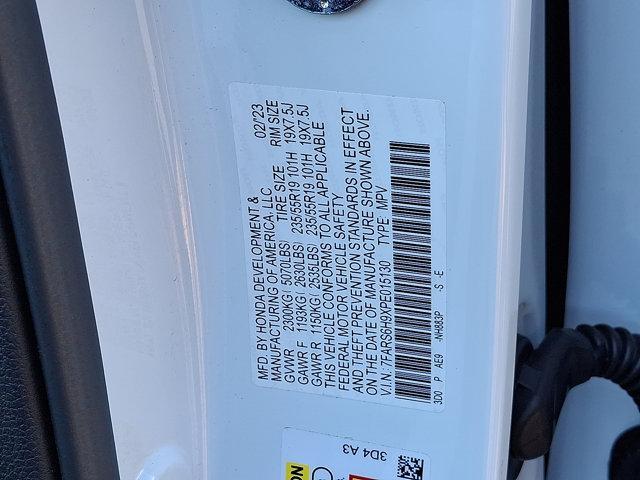 MFD. BY HONDA DEVELOPMENT & 02/'23
MANUFACTURING OF AMERICA, LLC RIM SIZE
GVWR 2300KG(5070LBS) TIRE SIZE
GAWR F 1193KG(2630LBS) 235/55R19 101H 19X7.5J
GAWR R 1150KG(2535LBS) 235/55R19 101H 19X7.5J
THIS VEHICLE CONFORMS TO ALL APPLICABLE
FEDERAL MOTOR VEHICLE SAFETY
AND THEFT PREVENTION STANDARDS IN EFFECT
ON THE DATE OF MANUFACTURE SHOWN ABOVE.
V.I.N: 7FARS6H9XPE015130 TYPE: MPV
3D0 P AE9 -NH883P -S -E
3D4 A3